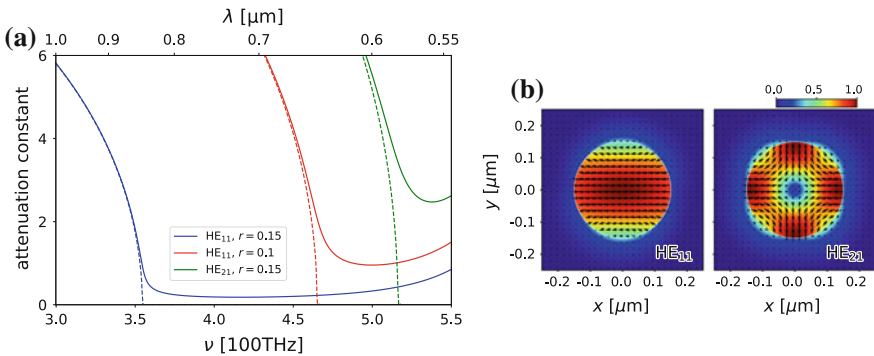 (a)
λ [μm]
1.0 0.9 0.8 0.7 0.6 0.55
attenuation constant
6
4
2
0
HE11, r = 0.15
HE11, r = 0.1
HE21, r = 0.15
3.0 3.5 4.0 4.5 5.0 5.5
ν [100THz]
(b)
0.0 0.5 1.0
y [μm]
0.2
0.1
0.0
-0.1
-0.2
HE11
HE21
-0.2 -0.1 0.0 0.1 0.2
-0.2 -0.1 0.0 0.1 0.2
x [μm]
x [μm]